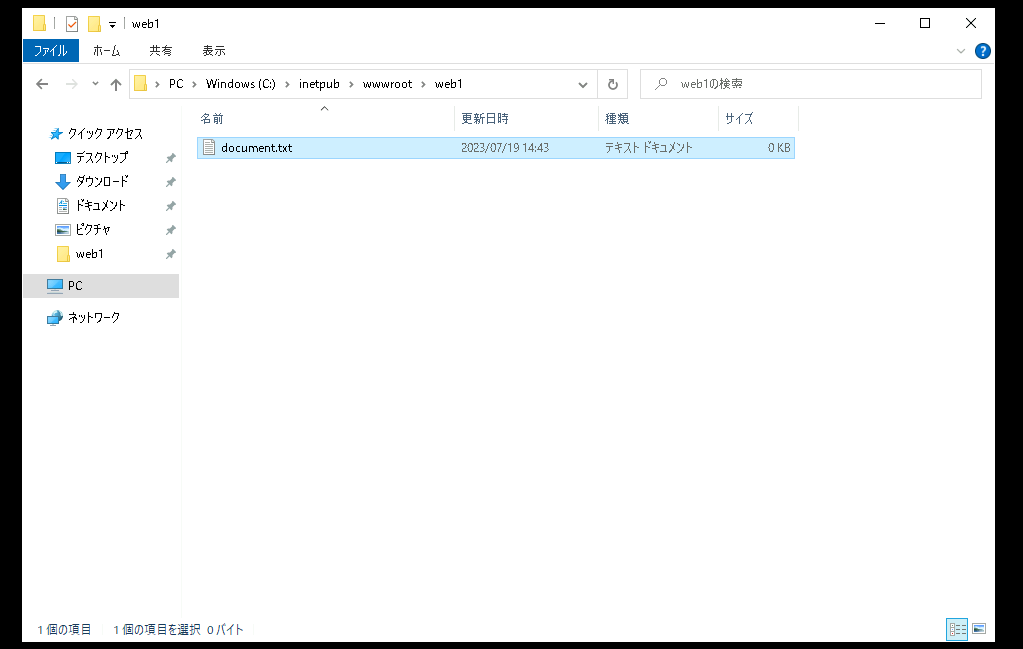 web1
ファイル ホーム 共有 表示
PC Windows (C:) inetpub wwwroot web1 web1の検索
名前 更新日時 種類 サイズ
document.txt 2023/07/19 14:43 テキスト ドキュメント 0 KB
クイック アクセス
デスクトップ
ダウンロード
ドキュメント
ピクチャ
web1
PC
ネットワーク
1 個の項目 1 個の項目を選択 0 バイト